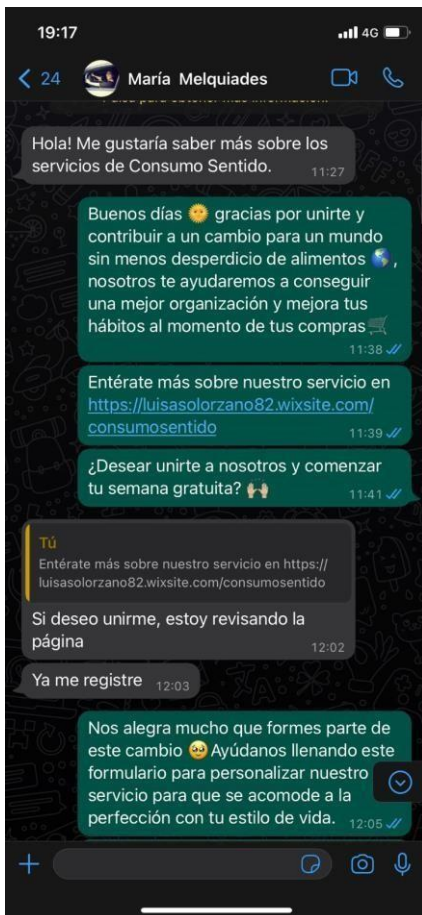 19:17
4G
24
María Melquiades
Hola! Me gustaría saber más sobre los
servicios de Consumo Sentido.
11:27
Buenos días 🌞 gracias por unirte y
contribuir a un cambio para un mundo
sin menos desperdicio de alimentos 🌎,
nosotros te ayudaremos a conseguir
una mejor organización y mejora tus
hábitos al momento de tus compras🛒
11:38
Entérate más sobre nuestro servicio en
https://luisasolorzano82.wixsite.com/
consumosentido
11:39
¿Desear unirte a nosotros y comenzar
tu semana gratuita? 🙌🏼
11:41
Tú
Entérate más sobre nuestro servicio en https://
luisasolorzano82.wixsite.com/consumosentido
Si deseo unirme, estoy revisando la
página
12:02
Ya me registre
12:03
Nos alegra mucho que formes parte de
este cambio 🥹 Ayúdanos llenando este
formulario para personalizar nuestro
servicio para que se acomode a la
perfección con tu estilo de vida.
12:05